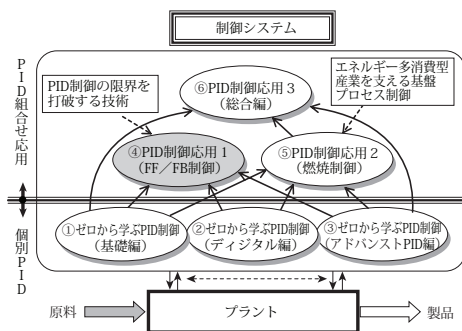 制御システム
PID制御の限界を
打破する技術
エネルギー多消費型
産業を支える基盤
プロセス制御
⑥PID制御応用3
(総合編)
④PID制御応用1
(FF/FB制御)
⑤PID制御応用2
(燃焼制御)
PID組合せ応用
個別PID
①ゼロから学ぶPID制御
(基礎編)
②ゼロから学ぶPID制御
(ディジタル編)
③ゼロから学ぶPID制御
(アドバンストPID編)
原料
プラント
製品